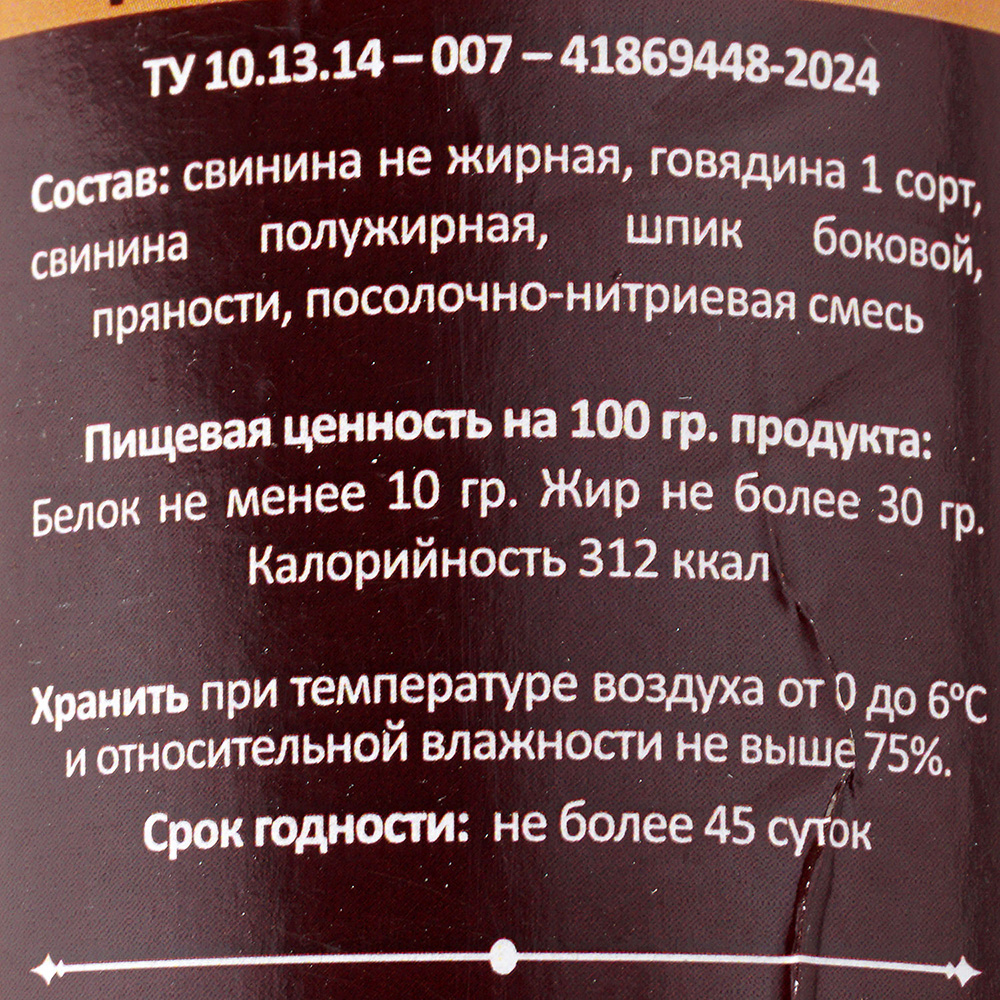 ТУ 10.13.14 – 007 – 41869448-2024
Состав: свинина не жирная, говядина 1 сорт,
свинина полужирная, шпик боковой,
пряности, посолочно-нитриевая смесь
Пищевая ценность на 100 гр. продукта:
Белок не менее 10 гр. Жир не более 30 гр.
Калорийность 312 ккал
Хранить при температуре воздуха от 0 до 6°С
и относительной влажности не выше 75%.
Срок годности: не более 45 суток